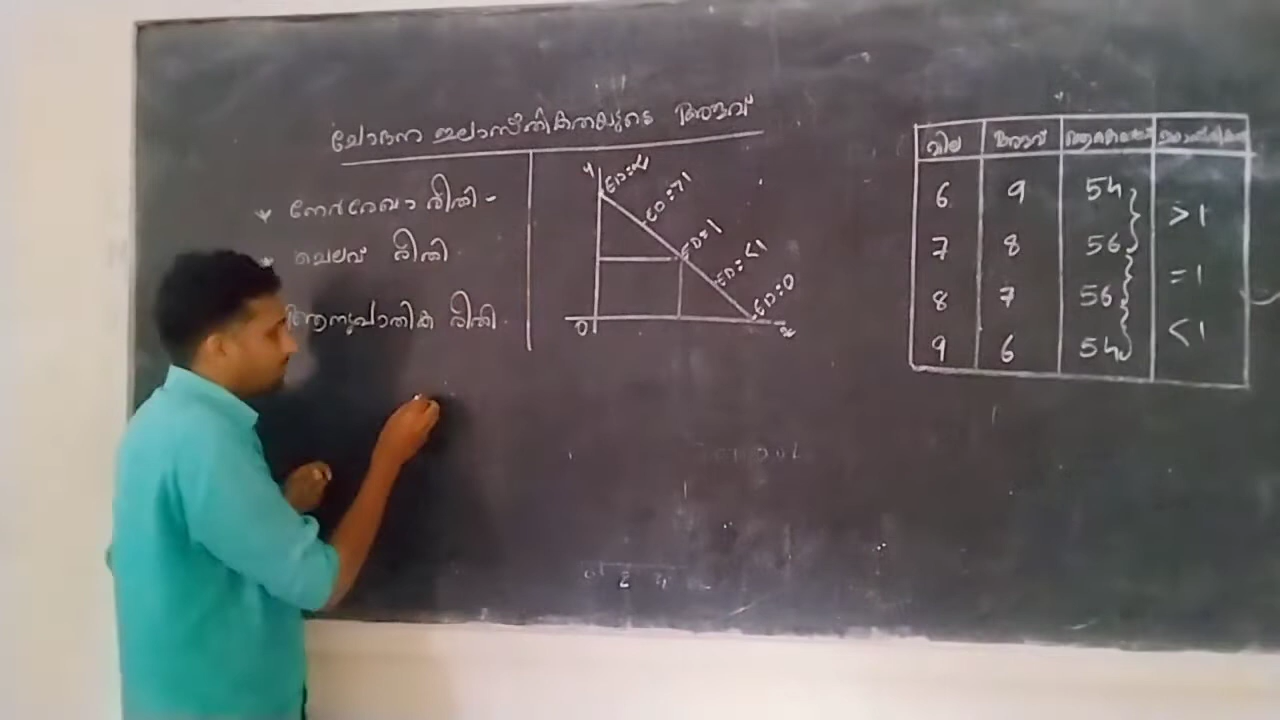 ചോദന ഇലാസ്തികതയുടെ അളവ്
* നേർരേഖാ രീതി -
* ചെലവ് രീതി.
ആനുപാതിക രീതി.
Y
ED=∝
ED=>1
ED=1
ED=<1
ED=0
O
X
വില അളവ്
6 9 54
>1
7 8 56
=1
8 7 56
<1
9 6 54